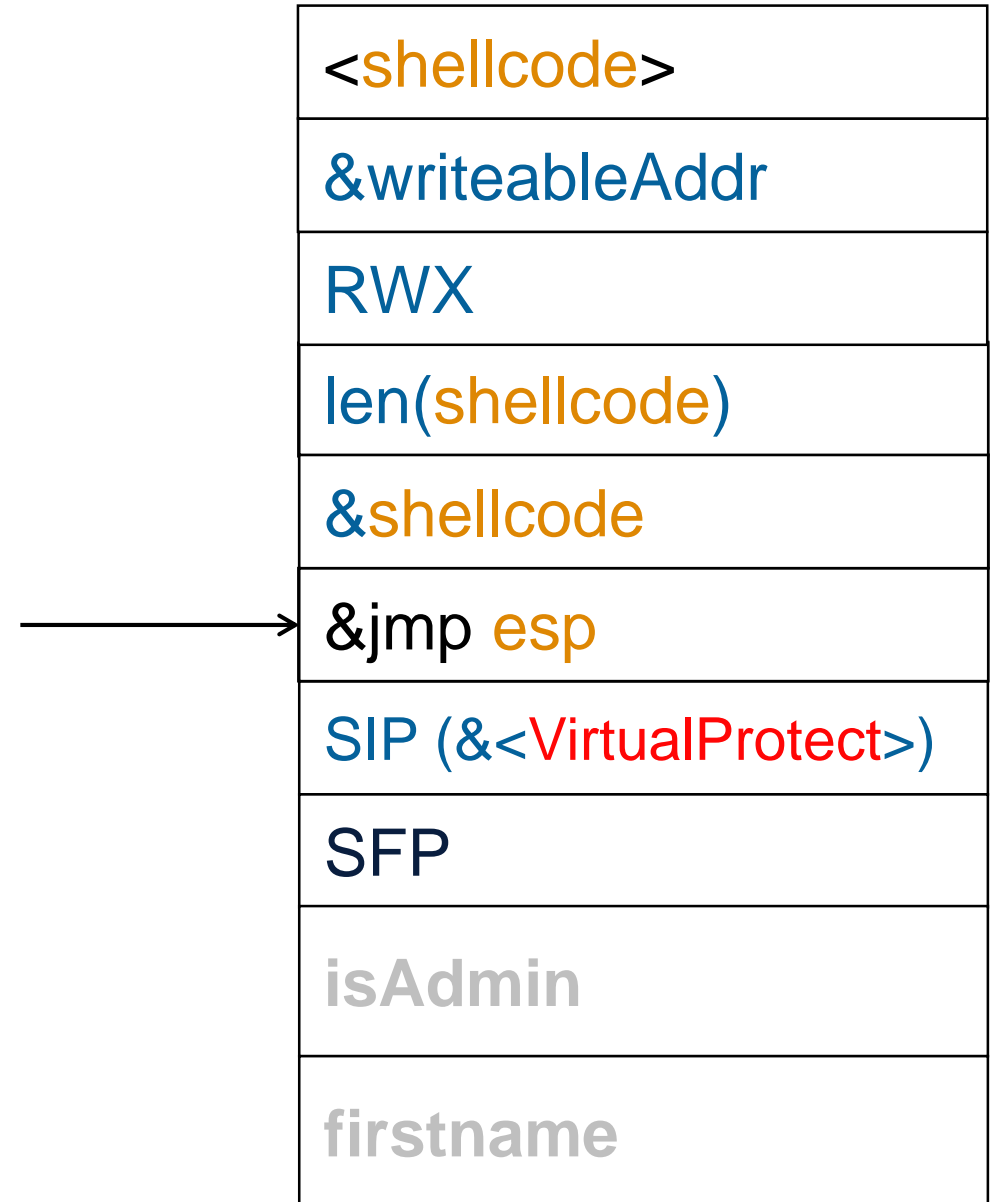 <shellcode>
&writeableAddr
RWX
len(shellcode)
&shellcode
&jmp esp
SIP (&<VirtualProtect>)
SFP
isAdmin
firstname